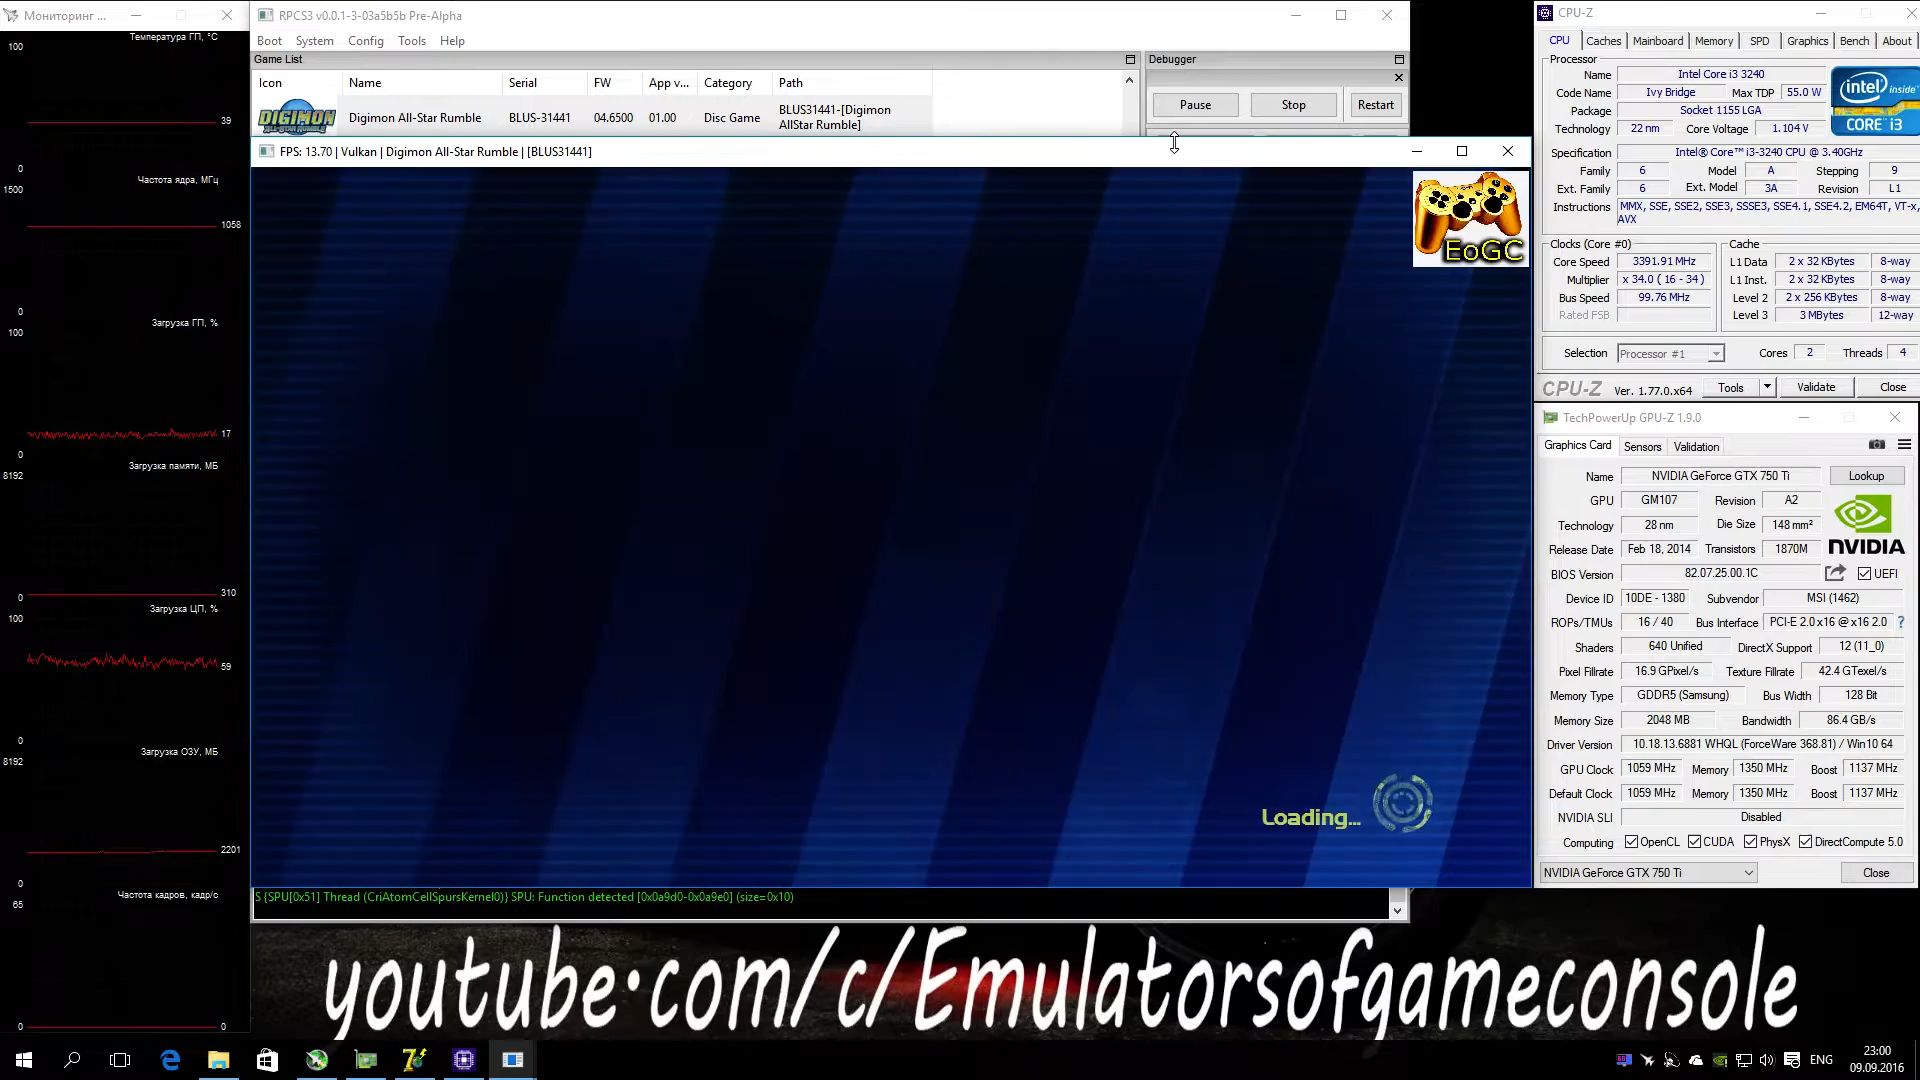 Мониторинг ...
Температура ГП, °C
100
39
0
Частота ядра, МГц
1500
1058
0
Загрузка ГП, %
100
17
0
Загрузка памяти, МБ
8192
310
0
Загрузка ЦП, %
100
59
0
Загрузка ОЗУ, МБ
8192
2201
0
Частота кадров, кадр/с
65
0
0
RPCS3 v0.0.1-3-03a5b5b Pre-Alpha
Boot System Config Tools Help
Game List
Icon Name Serial FW App v... Category Path
DIGIMON
Digimon All-Star Rumble BLUS-31441 04.6500 01.00 Disc Game BLUS31441-[Digimon
AllStar Rumble]
Debugger
Pause Stop Restart
FPS: 13.70 | Vulkan | Digimon All-Star Rumble | [BLUS31441]
EoGC
Loading...
S {SPU[0x51] Thread (CriAtomCellSpursKernel0)} SPU: Function detected [0x0a9d0-0x0a9e0] (size=0x10)
CPU-Z
CPU Caches Mainboard Memory SPD Graphics Bench About
Processor
Name Intel Core i3 3240
Code Name Ivy Bridge Max TDP 55.0 W
Package Socket 1155 LGA
Technology 22 nm Core Voltage 1.104 V
intel inside
CORE i3
Specification Intel® Core™ i3-3240 CPU @ 3.40GHz
Family 6 Model A Stepping 9
Ext. Family 6 Ext. Model 3A Revision L1
Instructions MMX, SSE, SSE2, SSE3, SSSE3, SSE4.1, SSE4.2, EM64T, VT-x,
AVX
Clocks (Core #0)
Core Speed 3391.91 MHz
Multiplier x 34.0 ( 16 - 34 )
Bus Speed 99.76 MHz
Rated FSB
Cache
L1 Data 2 x 32 KBytes 8-way
L1 Inst. 2 x 32 KBytes 8-way
Level 2 2 x 256 KBytes 8-way
Level 3 3 MBytes 12-way
Selection Processor #1 Cores 2 Threads 4
CPU-Z Ver. 1.77.0.x64 Tools Validate Close
TechPowerUp GPU-Z 1.9.0
Graphics Card Sensors Validation
Name NVIDIA GeForce GTX 750 Ti Lookup
GPU GM107 Revision A2
Technology 28 nm Die Size 148 mm²
Release Date Feb 18, 2014 Transistors 1870M
NVIDIA
BIOS Version 82.07.25.00.1C UEFI
Device ID 10DE - 1380 Subvendor MSI (1462)
ROPs/TMUs 16 / 40 Bus Interface PCI-E 2.0 x16 @ x16 2.0 ?
Shaders 640 Unified DirectX Support 12 (11_0)
Pixel Fillrate 16.9 GPixel/s Texture Fillrate 42.4 GTexel/s
Memory Type GDDR5 (Samsung) Bus Width 128 Bit
Memory Size 2048 MB Bandwidth 86.4 GB/s
Driver Version 10.18.13.6881 WHQL (ForceWare 368.81) / Win10 64
GPU Clock 1059 MHz Memory 1350 MHz Boost 1137 MHz
Default Clock 1059 MHz Memory 1350 MHz Boost 1137 MHz
NVIDIA SLI Disabled
Computing OpenCL CUDA PhysX DirectCompute 5.0
NVIDIA GeForce GTX 750 Ti Close
youtube.com/c/Emulatorsofgameconsole
ENG
23:00
09.09.2016